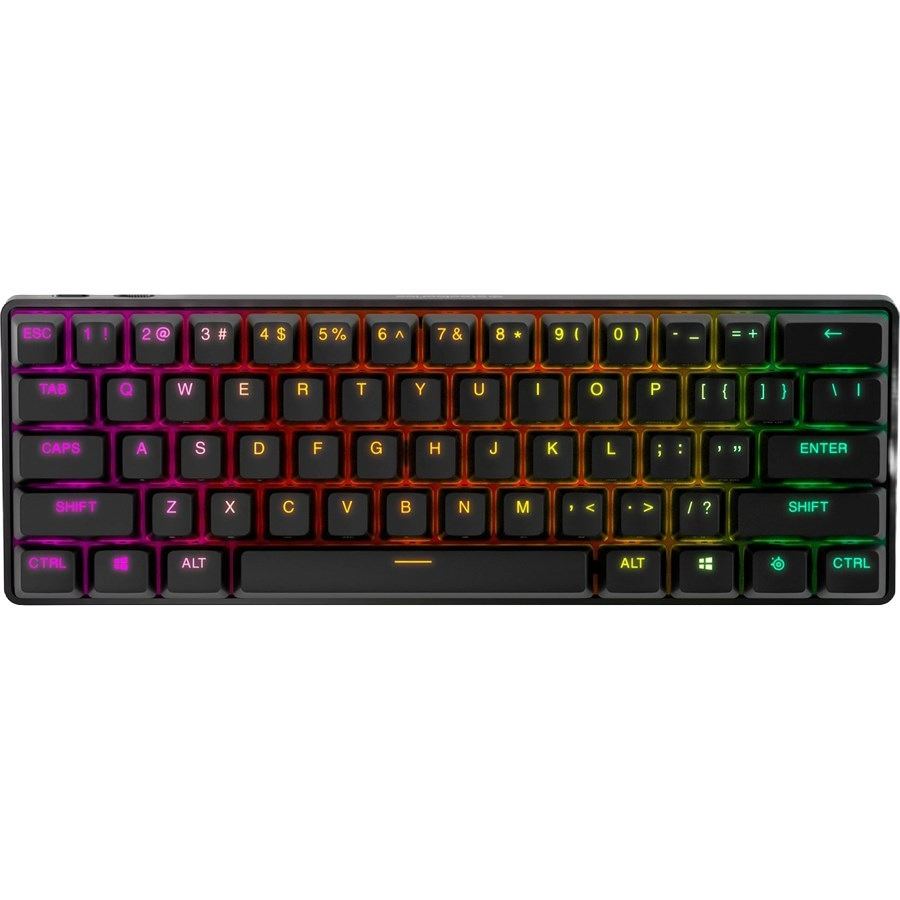 ESC 1 ! 2 @ 3 # 4 $ 5 % 6 ^ 7 & 8 * 9 ( 0 ) - _ = + ←
TAB Q W E R T Y U I O P [ { ] } \ |
CAPS A S D F G H J K L ; : ' " ENTER
SHIFT Z X C V B N M , < . > / ? SHIFT
CTRL ALT — ALT CTRL